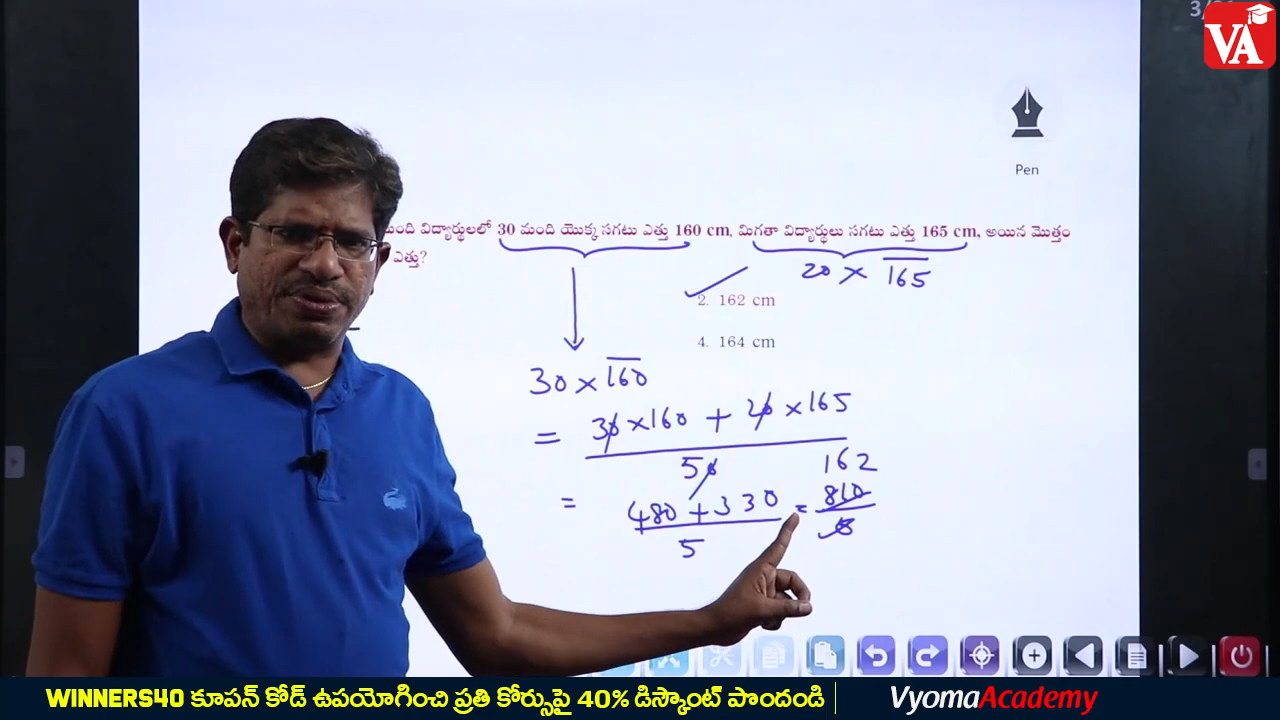 3/
VA
Pen
విద్యార్థులలో 30 మంది యొక్క సగటు ఎత్తు 160 cm, మిగతా విద్యార్థులు సగటు ఎత్తు 165 cm, అయిన మొత్తం
ఎత్తు?
20 × 165
2. 162 cm
4. 164 cm
30 × 160
= 30 × 160 + 20 × 165
50
162
= 480 + 330 = 810
5 5
WINNERS40 కూపన్ కోడ్ ఉపయోగించి ప్రతి కోర్సుపై 40% డిస్కౌంట్ పొందండి VyomaAcademy